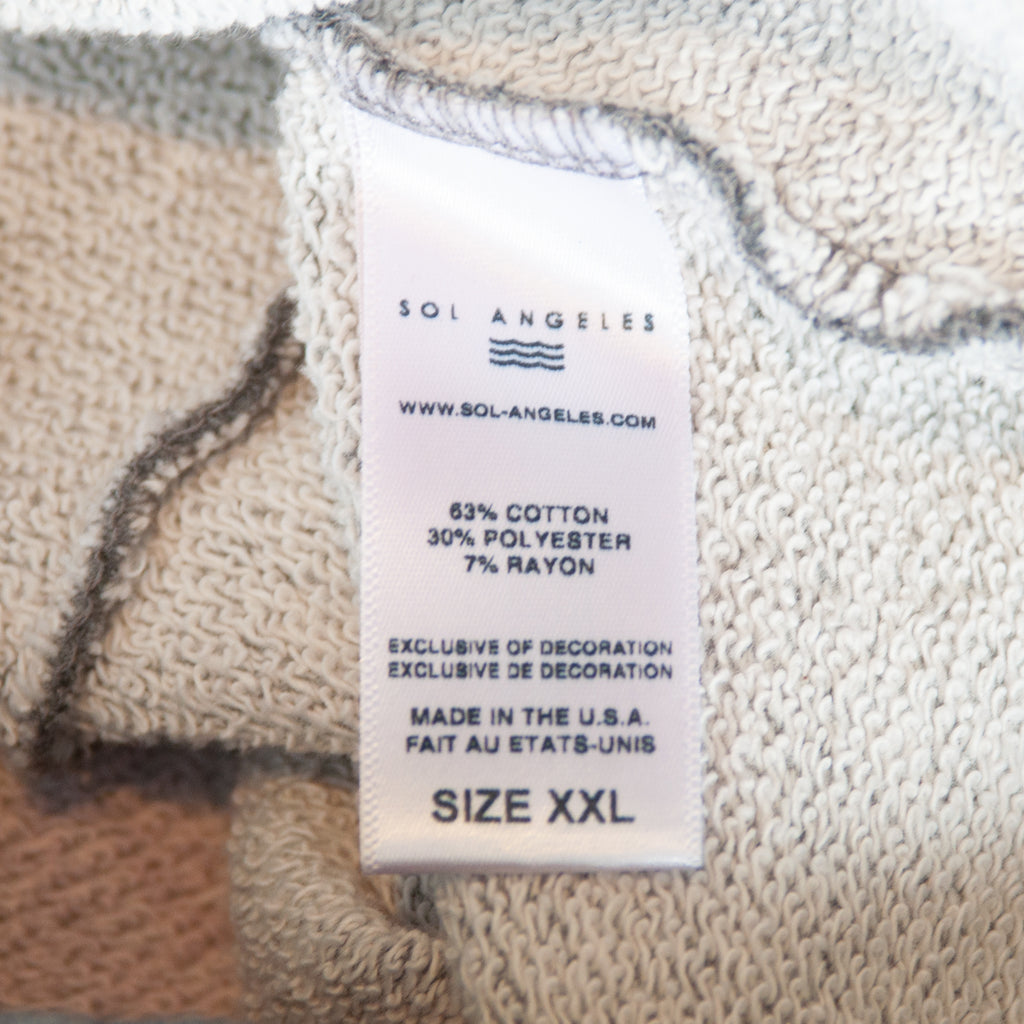 SOL ANGELES
WWW.SOL-ANGELES.COM
63% COTTON
30% POLYESTER
7% RAYON
EXCLUSIVE OF DECORATION
EXCLUSIVE DE DECORATION
MADE IN THE U.S.A.
FAIT AU ETATS-UNIS
SIZE XXL